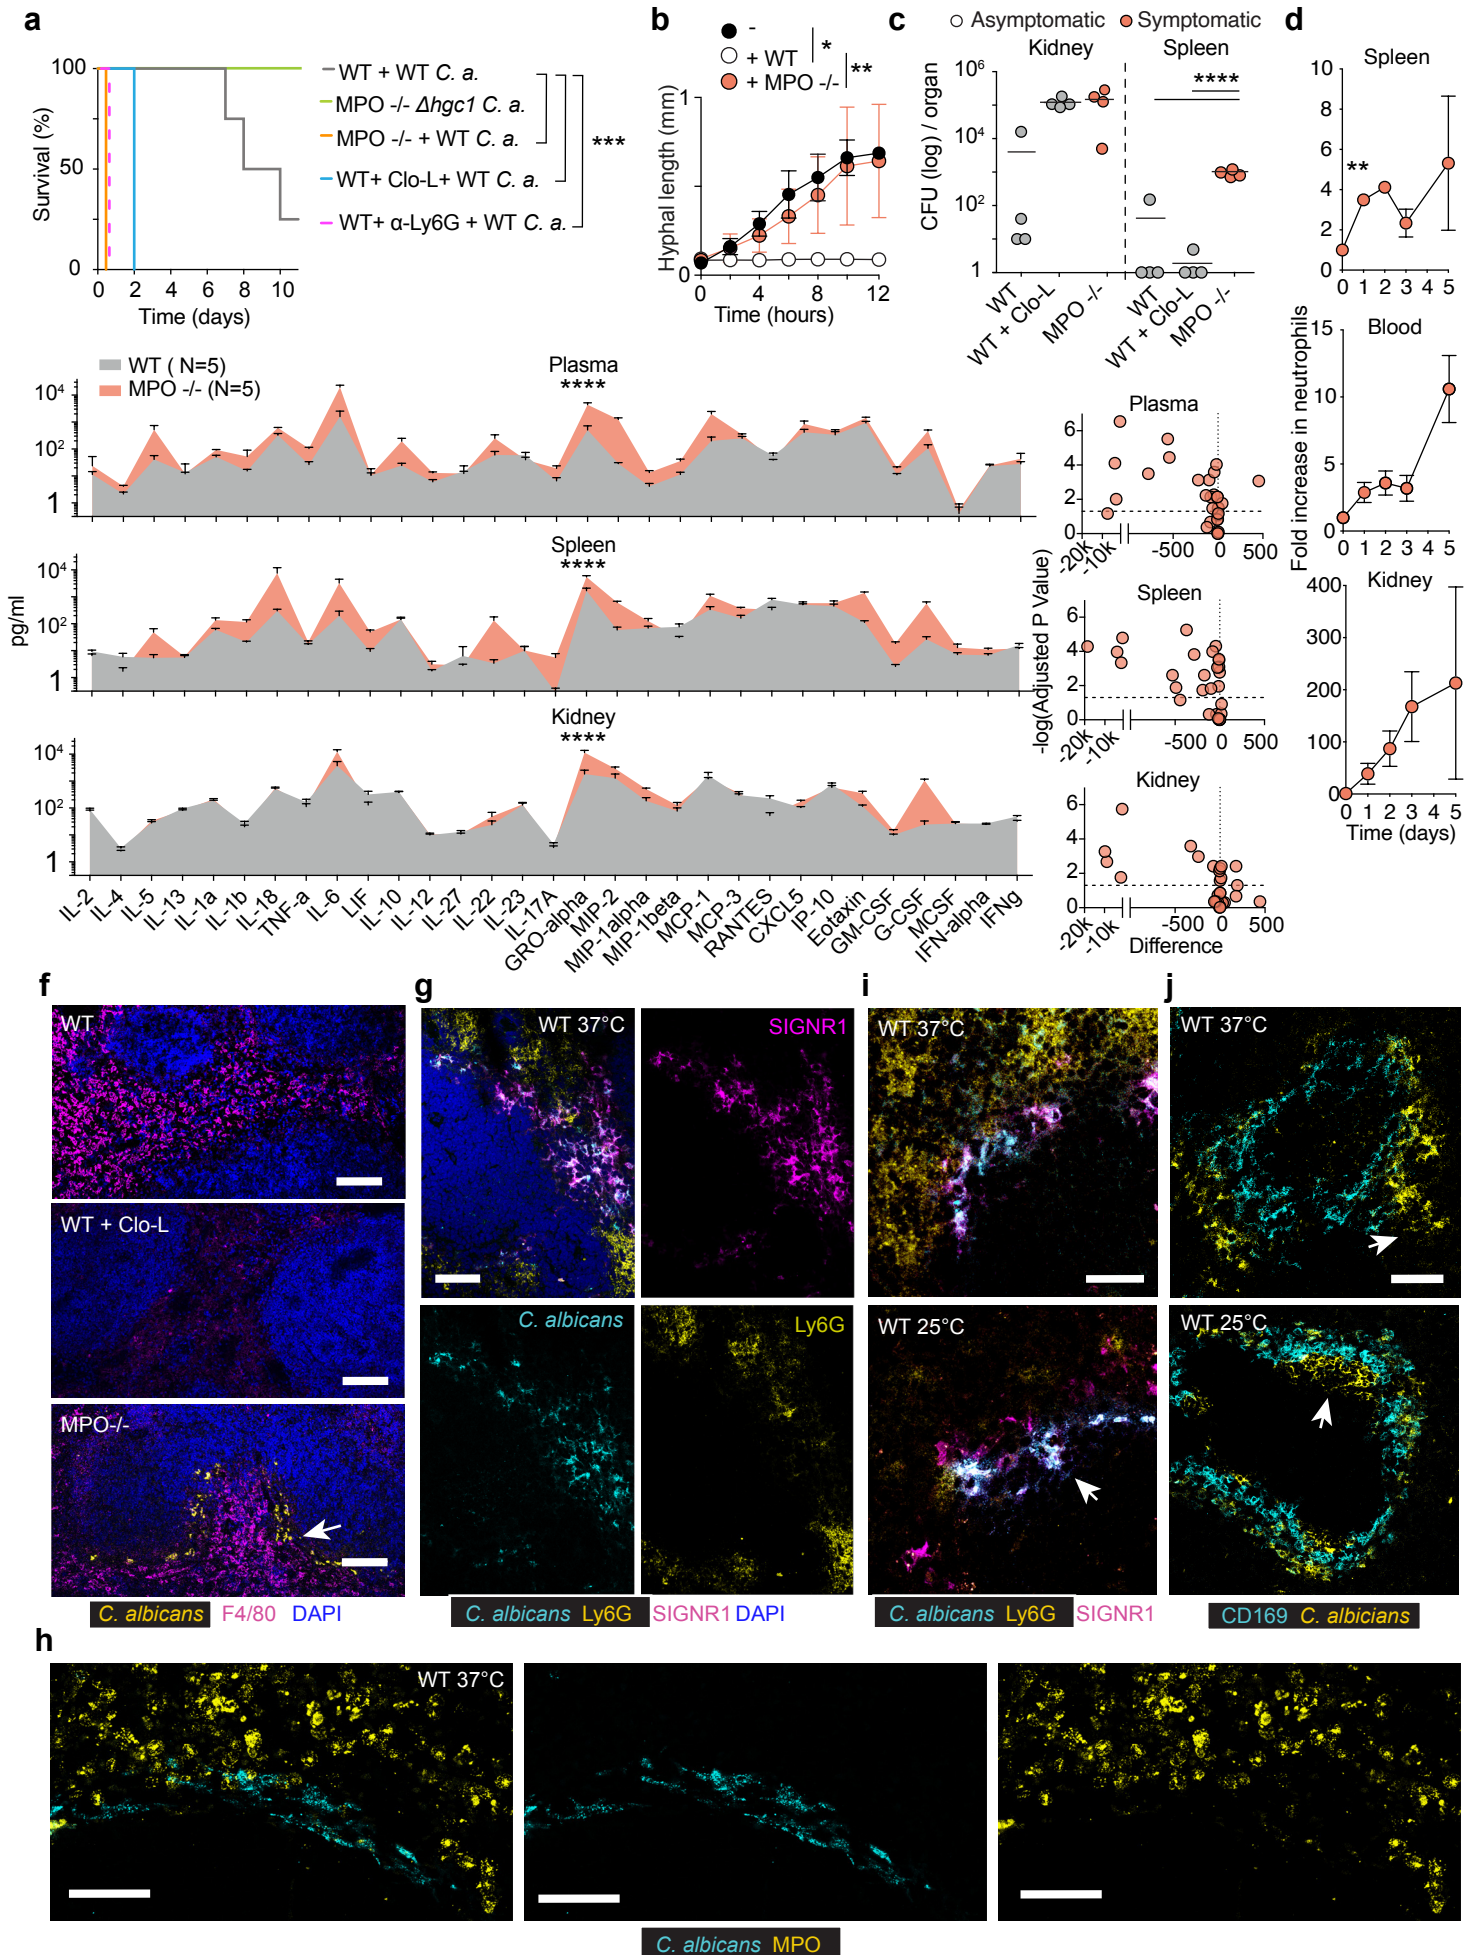 a
100
50
0
Survival (%)
0 2 4 6 8 10
Time (days)
WT + WT C. a.
MPO -/- Δhgc1 C. a.
MPO -/- + WT C. a.
WT+ Clo-L+ WT C. a.
WT+ α-Ly6G + WT C. a.
***
b
-
+ WT
+ MPO -/-
*
**
1
0
Hyphal length (mm)
0 4 8 12
Time (hours)
c
Asymptomatic Symptomatic
Kidney Spleen
****
10⁶
10⁴
10²
1
CFU (log) / organ
WT
WT + Clo-L
MPO -/-
WT
WT + Clo-L
MPO -/-
d
Spleen
10
8
6
4
2
0
**
0 1 2 3 4 5
Blood
15
10
5
0
0 1 2 3 4 5
Fold increase in neutrophils
Kidney
400
300
200
100
0
0 1 2 3 4 5
Time (days)
WT ( N=5)
MPO -/- (N=5)
Plasma
****
10⁴
10²
1
Spleen
****
10⁴
10²
1
pg/ml
Kidney
****
10⁴
10²
1
IL-2
IL-4
IL-5
IL-13
IL-1a
IL-1b
IL-18
TNF-a
IL-6
LIF
IL-10
IL-12
IL-27
IL-22
IL-23
IL-17A
GRO-alpha
MIP-2
MIP-1alpha
MIP-1beta
MCP-1
MCP-3
RANTES
CXCL5
IP-10
Eotaxin
GM-CSF
G-CSF
MCSF
IFN-alpha
IFNg
Plasma
6
4
2
0
-20k -10k -500 0 500
Spleen
6
4
2
0
-20k -10k -500 0 500
-log(Adjusted P Value)
Kidney
6
4
2
0
-20k -10k -500 0 500
Difference
f
WT
WT + Clo-L
MPO-/-
C. albicans F4/80 DAPI
g
WT 37°C
SIGNR1
C. albicans
Ly6G
C. albicans Ly6G SIGNR1 DAPI
i
WT 37°C
WT 25°C
C. albicans Ly6G SIGNR1
j
WT 37°C
WT 25°C
CD169 C. albicians
h
WT 37°C
C. albicans MPO